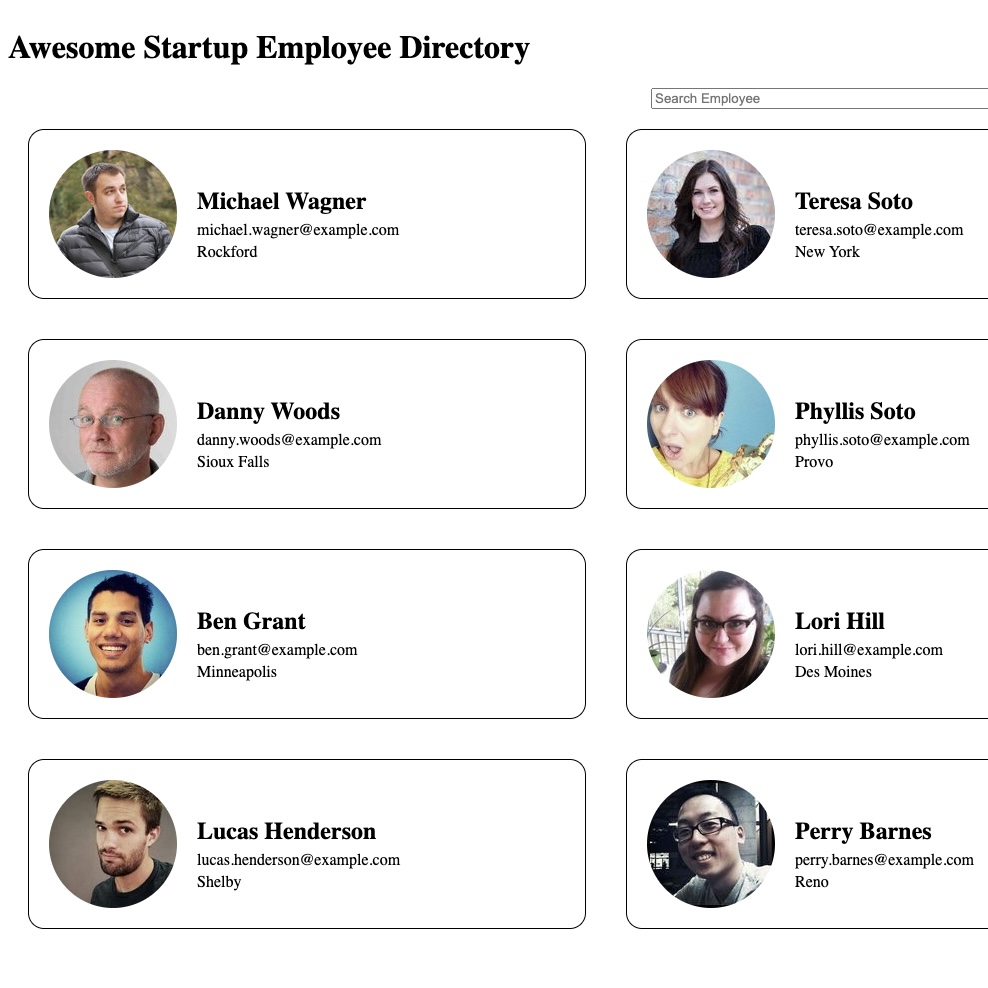 Awesome Startup Employee Directory
Search Employee
Michael Wagner
michael.wagner@example.com
Rockford
Teresa Soto
teresa.soto@example.com
New York
Danny Woods
danny.woods@example.com
Sioux Falls
Phyllis Soto
phyllis.soto@example.com
Provo
Ben Grant
ben.grant@example.com
Minneapolis
Lori Hill
lori.hill@example.com
Des Moines
Lucas Henderson
lucas.henderson@example.com
Shelby
Perry Barnes
perry.barnes@example.com
Reno